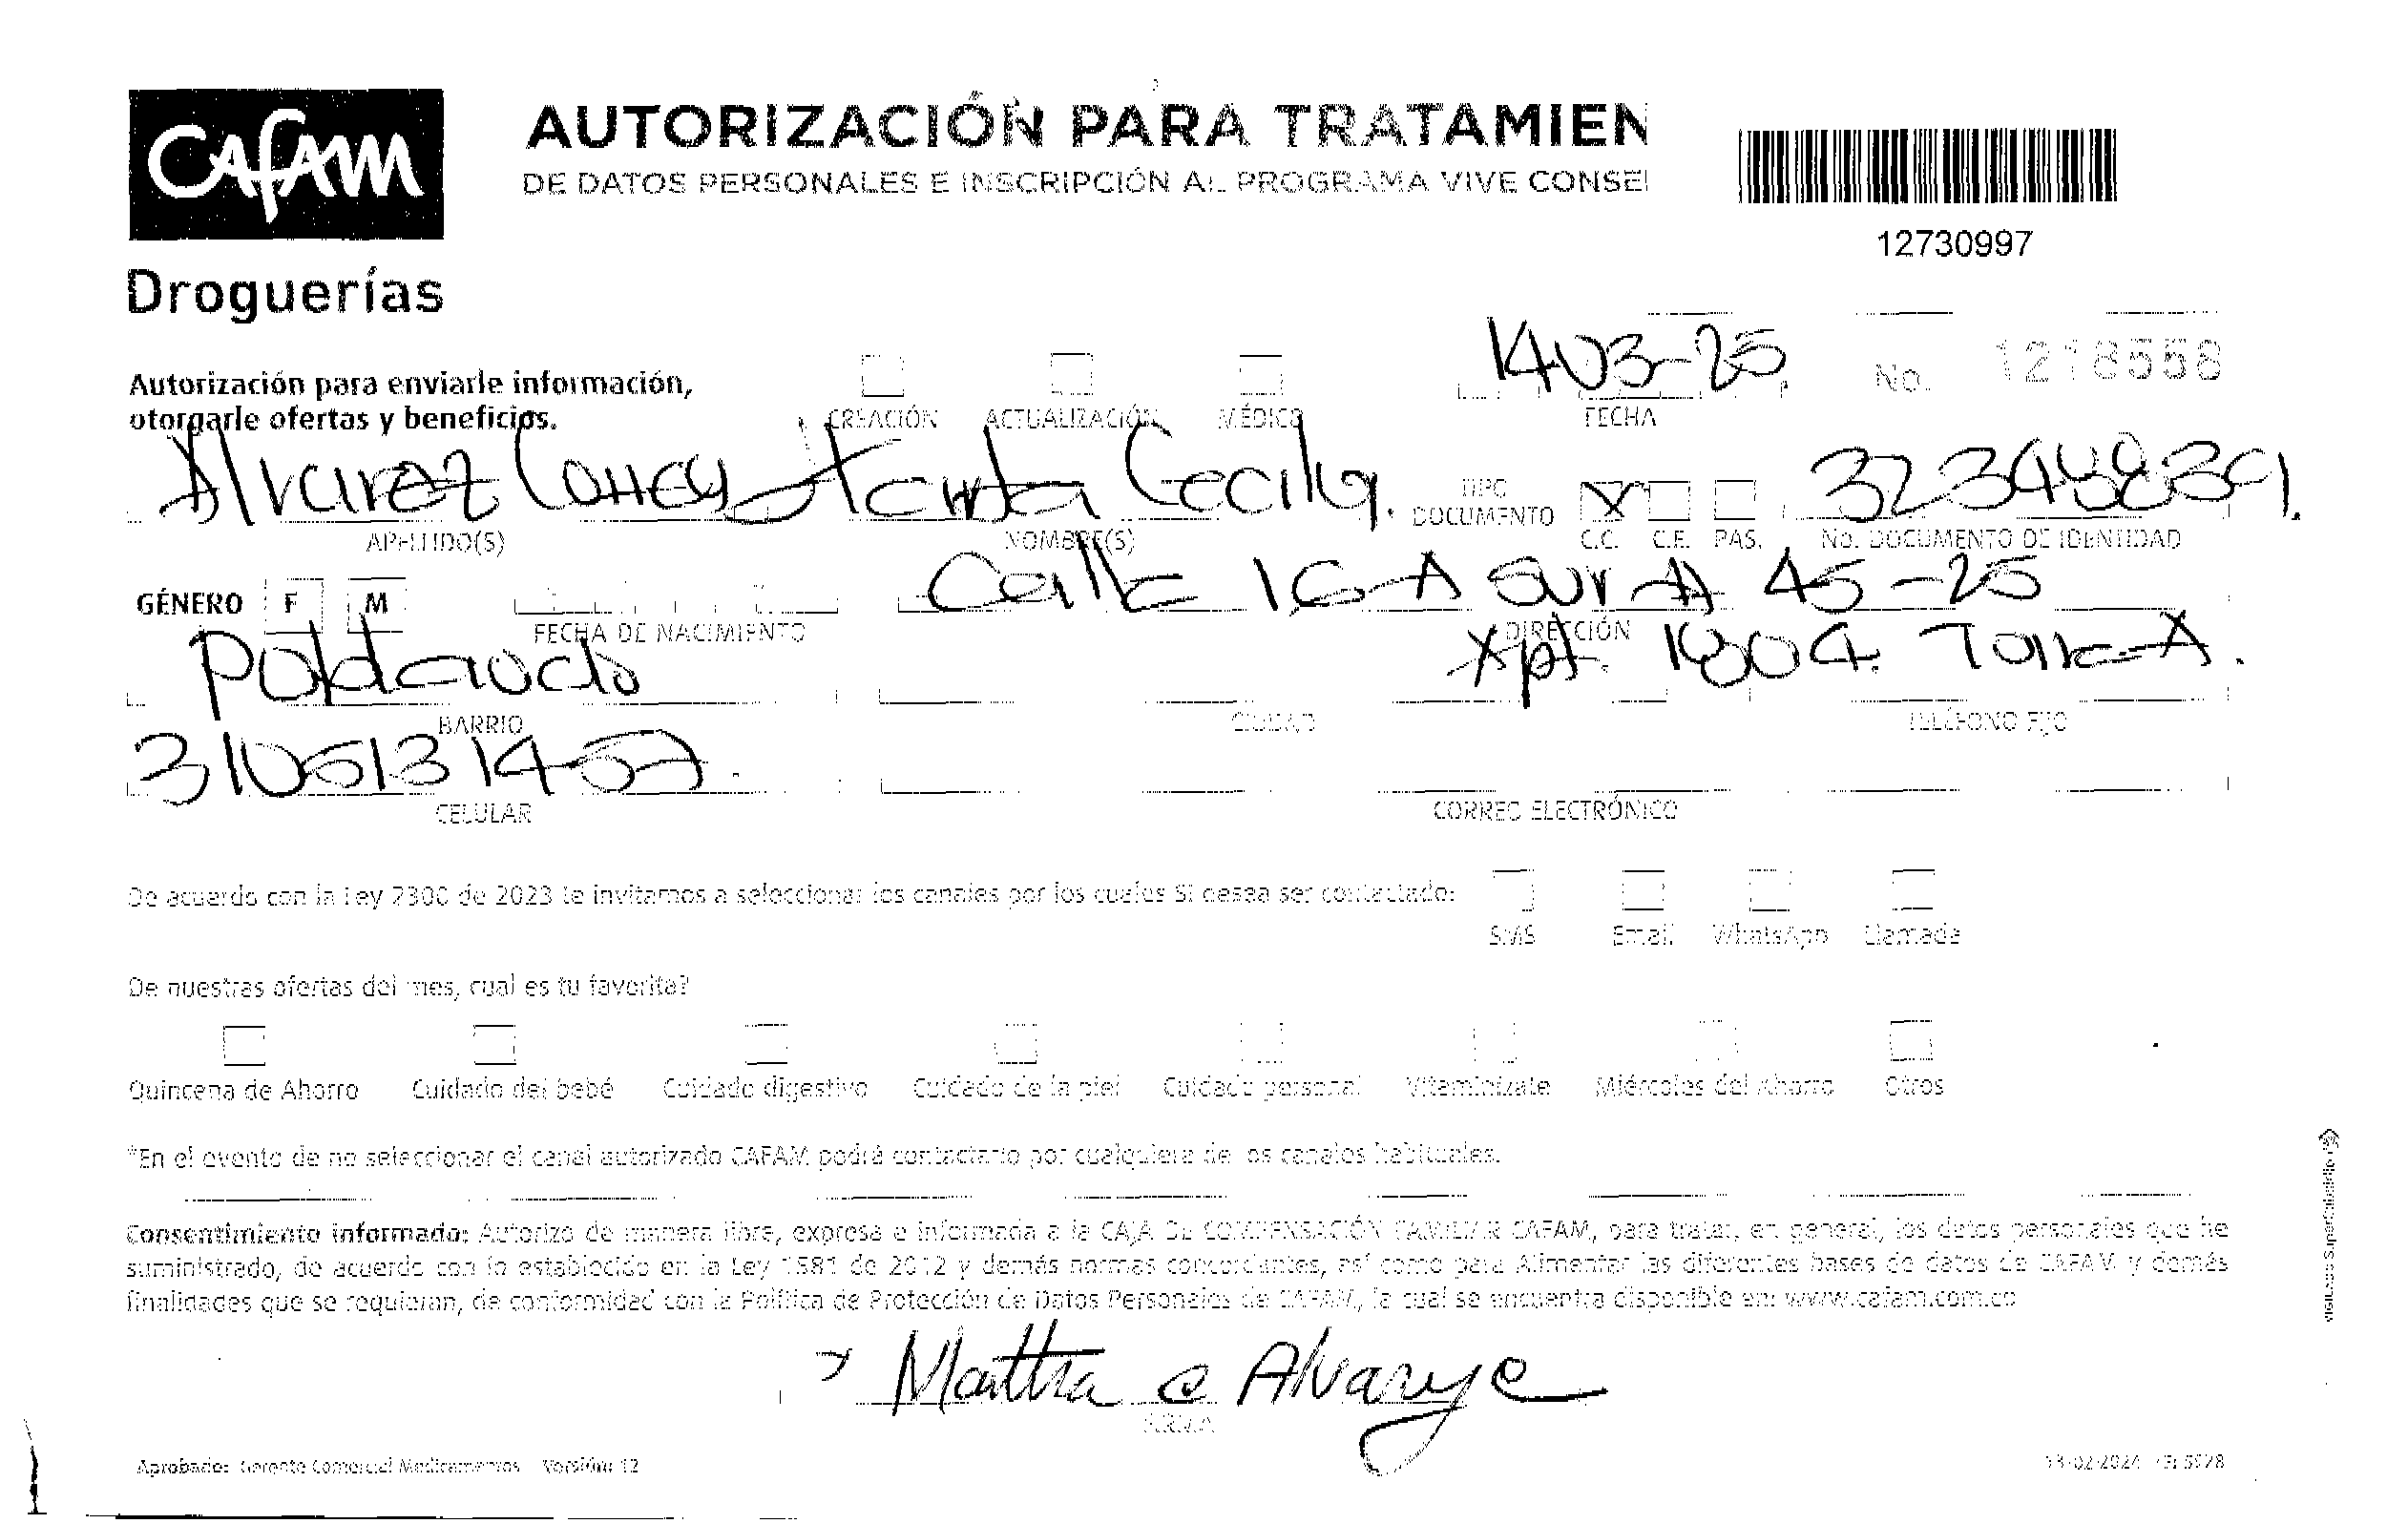 CAFAM
Droguerías
AUTORIZACIÓN PARA TRATAMIEN
DE DATOS PERSONALES E INSCRIPCIÓN AL PROGRAMA VIVE CONSE
12730997
Autorización para enviarle información,
otorgarle ofertas y beneficios.
CREACIÓN ACTUALIZACIÓN MÉDICO
1403-25
FECHA
No. 1218558
Alvarez Cecilia.
APELLIDO(S) NOMBRE(S)
TIPO
DOCUMENTO X
C.C. C.E. PAS.
No. DOCUMENTO DE IDENTIDAD
GÉNERO F M
FECHA DE NACIMIENTO
Calle 16-A sur # 45-25
DIRECCIÓN
Poblado
Apt. 1804. Torre A.
BARRIO CIUDAD TELÉFONO FIJO
CELULAR CORREO ELECTRÓNICO
De acuerdo con la Ley 2300 de 2023 te invitamos a seleccionar los canales por los cuales SI desea ser contactado:
SMS Email WhatsApp Llamada
De nuestras ofertas del mes, cual es tu favorita?
Quincena de Ahorro Cuidado del bebé Cuidado digestivo Cuidado de la piel Cuidado personal Vitaminízate Miércoles del Ahorro Otros
*En el evento de no seleccionar el canal autorizado CAFAM podrá contactarlo por cualquiera de los canales habituales.
Consentimiento informado: Autorizo de manera libre, expresa e informada a la CAJA DE COMPENSACIÓN FAMILIAR CAFAM, para tratar, en general, los datos personales que he
suministrado, de acuerdo con lo establecido en la Ley 1581 de 2012 y demás normas concordantes, así como para Alimentar las diferentes bases de datos de CAFAM y demás
finalidades que se requieran, de conformidad con la Política de Protección de Datos Personales de CAFAM, la cual se encuentra disponible en: www.cafam.com.co
Martha C Alvarez
FIRMA
Aprobado: Gerente Comercial Medicamentos Versión: 12
13-02-2024
VIGILADO SuperSubsidio